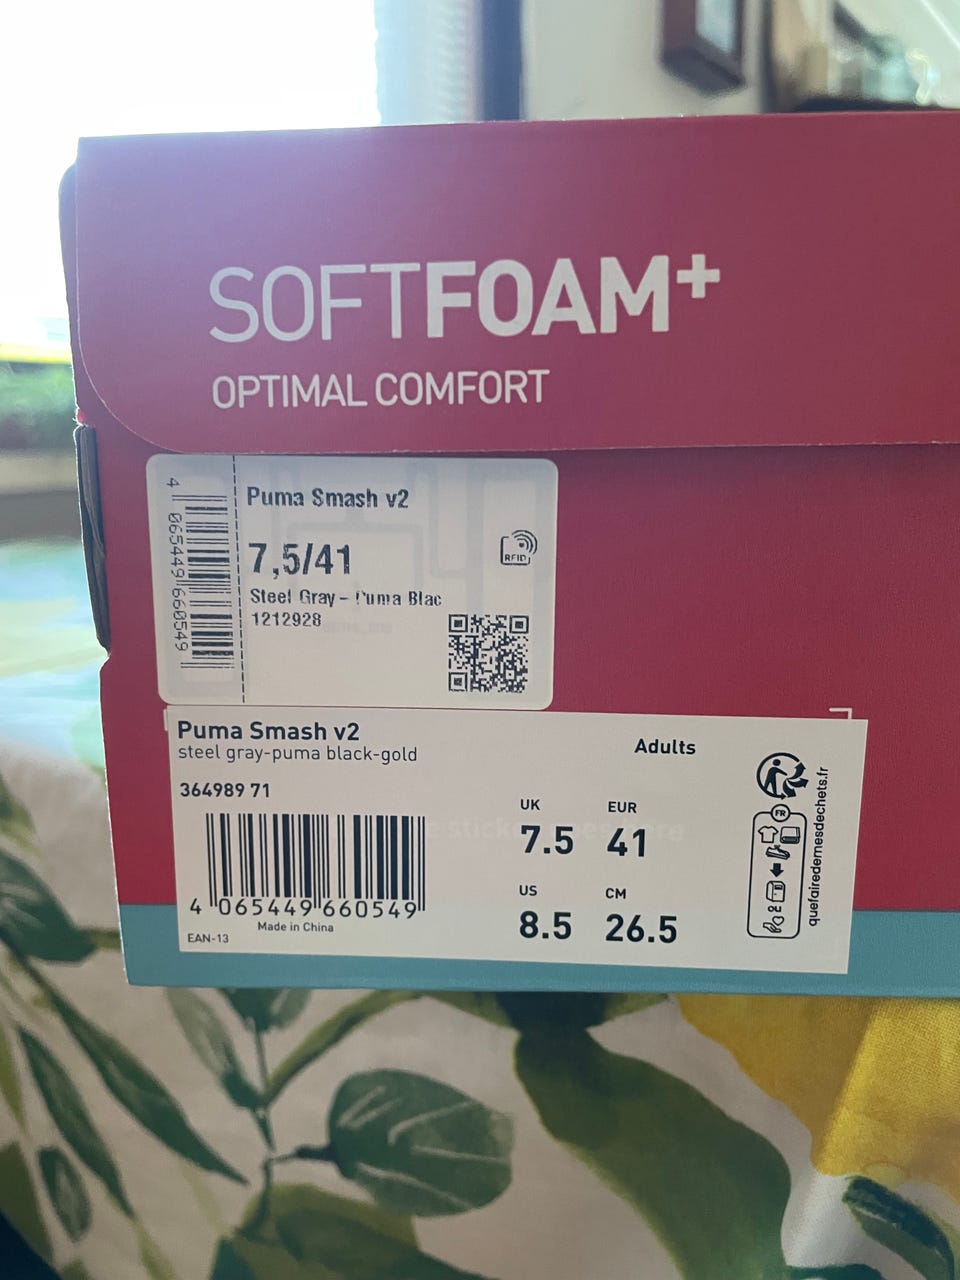 SOFTFOAM+
OPTIMAL COMFORT
4 065449 660549
Puma Smash v2
7,5/41
RFID
Steel Gray - Puma Blac
1212928
Puma Smash v2
steel gray-puma black-gold
Adults
364989 71
UK
EUR
7.5
41
US
CM
8.5
26.5
4 065449 660549
Made in China
EAN-13
FR
quefairedemesdechets.fr